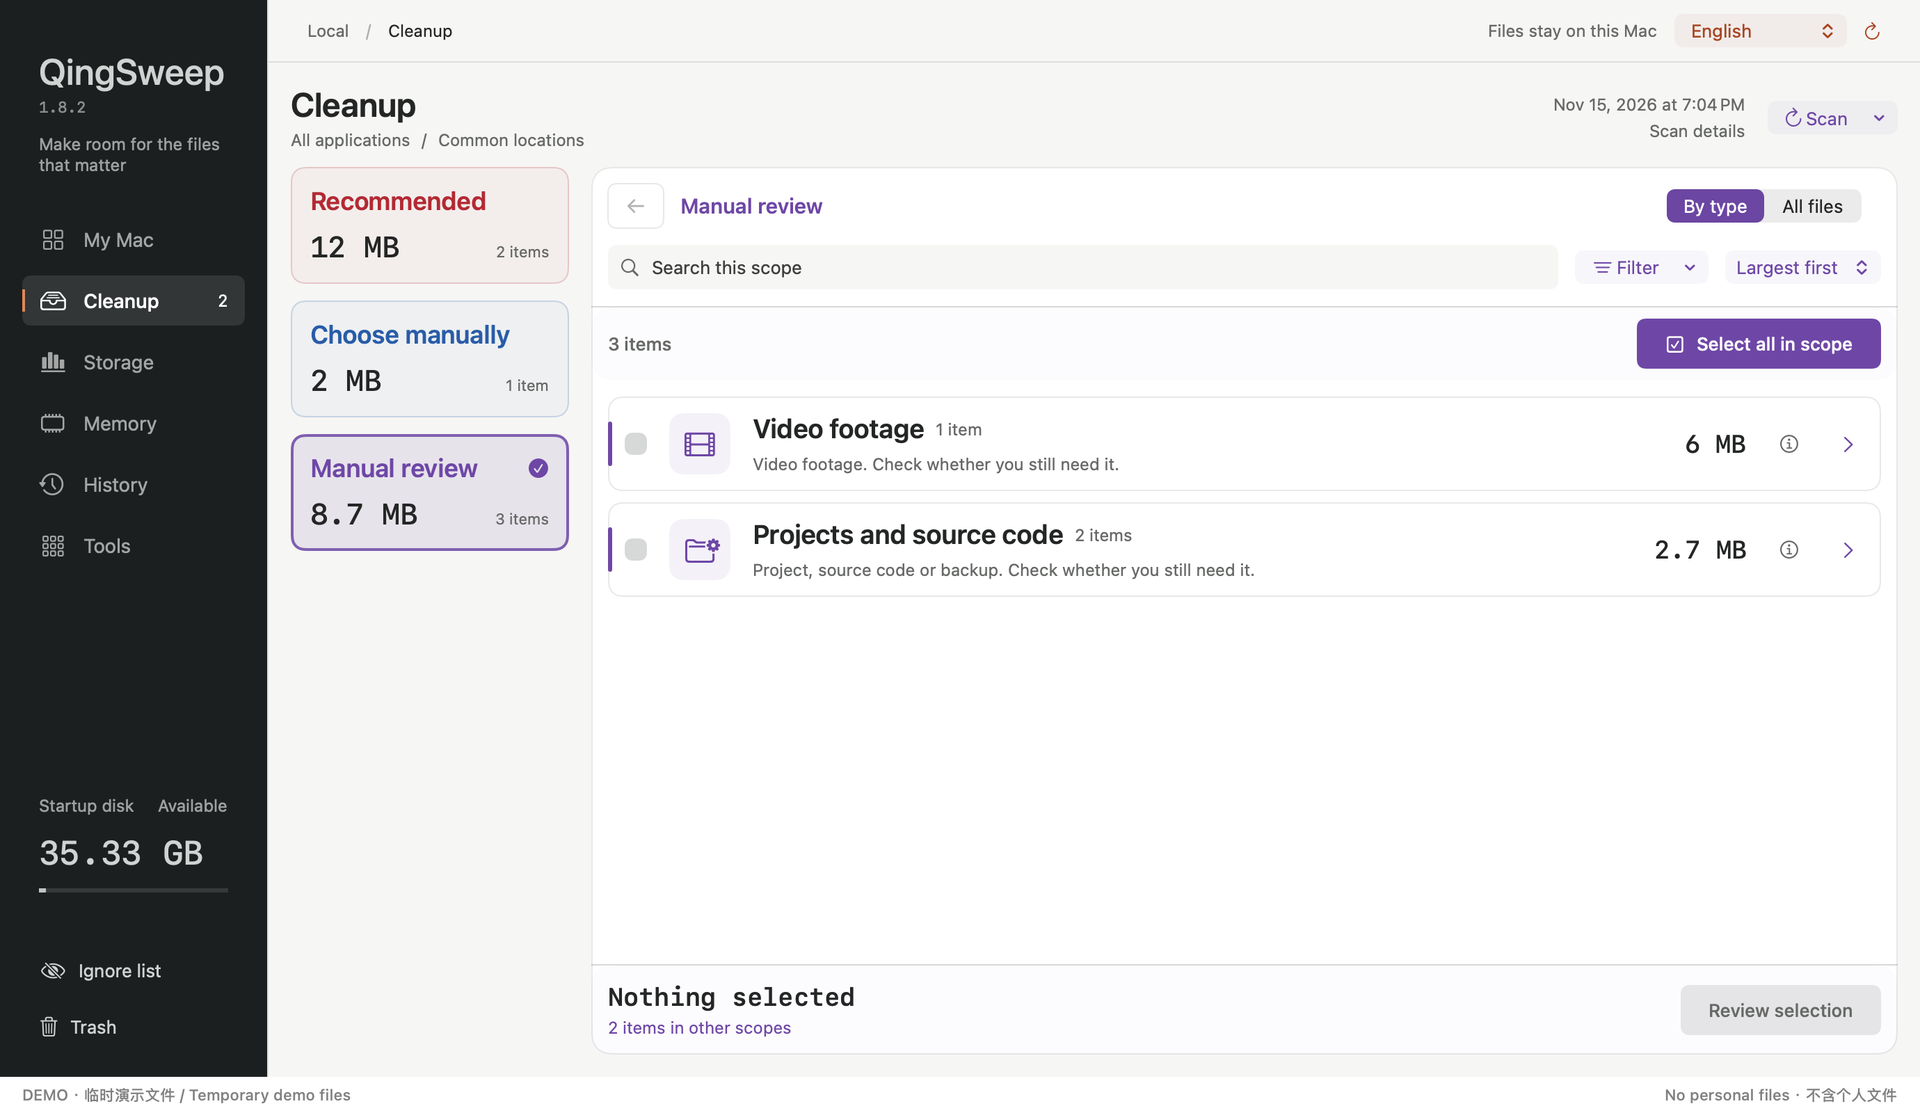 QingSweep
1.8.2
Make room for the files
that matter
My Mac
Cleanup 2
Storage
Memory
History
Tools
Startup disk Available
35.33 GB
Ignore list
Trash
Local / Cleanup
Files stay on this Mac English
Cleanup
All applications / Common locations
Nov 15, 2026 at 7:04 PM
Scan details
Scan
Recommended
12 MB 2 items
Choose manually
2 MB 1 item
Manual review
8.7 MB 3 items
Manual review
By type All files
Search this scope
Filter Largest first
3 items
Select all in scope
Video footage 1 item
Video footage. Check whether you still need it.
6 MB
Projects and source code 2 items
Project, source code or backup. Check whether you still need it.
2.7 MB
Nothing selected
2 items in other scopes
Review selection
DEMO · 临时演示文件 / Temporary demo files
No personal files · 不含个人文件